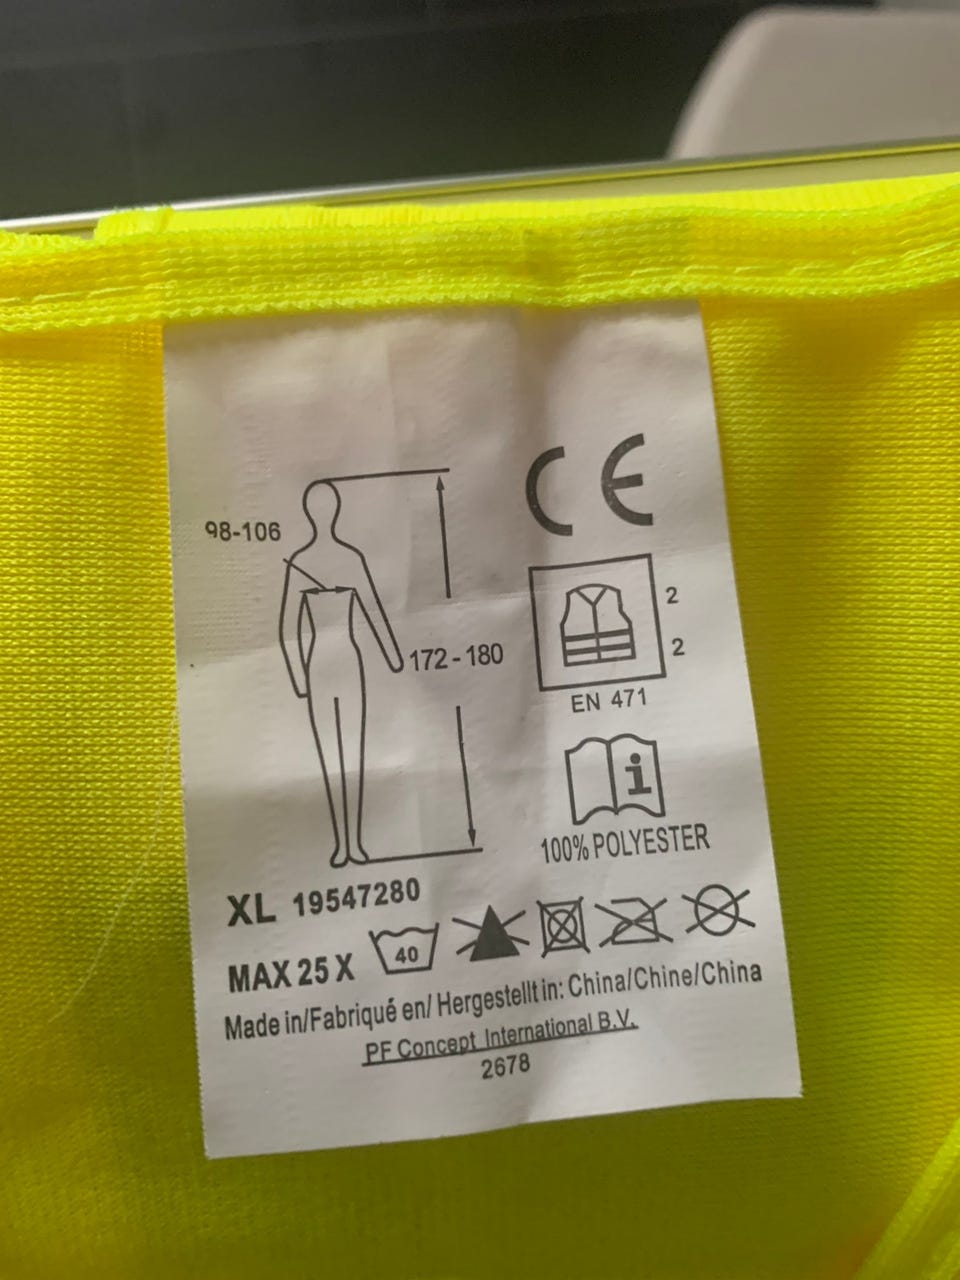 CE
98-106
2
172-180
2
EN 471
i
100% POLYESTER
XL 19547280
MAX 25 X 40
Made in/Fabriqué en/ Hergestellt in: China/Chine/China
PF Concept International B.V.
2678